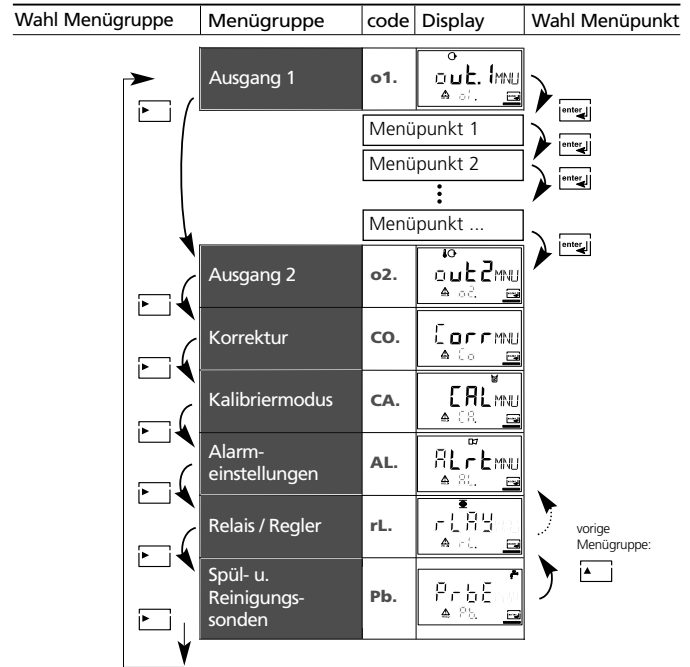 Wahl Menügruppe Menügruppe code Display Wahl Menüpunkt
Ausgang 1 o1. out.1 MNU
o1.
enter
Menüpunkt 1
enter
Menüpunkt 2
enter
Menüpunkt ...
enter
Ausgang 2 o2. out2 MNU
o2.
Korrektur CO. Corr MNU
Co
Kalibriermodus CA. CAL MNU
CA.
Alarm-
einstellungen AL. ALrt MNU
AL.
Relais / Regler rL. rLAY
rL.
vorige
Menügruppe:
Spül- u.
Reinigungs-
sonden Pb. PrbE
Pb.